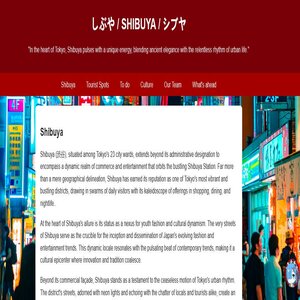 しぶや / SHIBUYA / シブヤ
"In the heart of Tokyo, Shibuya pulses with a unique energy, blending ancient elegance with the relentless rhythm of urban life."
Shibuya Tourist Spots To do Culture Our Team What's ahead
4F
Shibuya
Shibuya (渋谷), situated among Tokyo's 23 city wards, extends beyond its administrative designation to
encompass a dynamic realm of commerce and entertainment that orbits the bustling Shibuya Station. Far more
than a mere geographical delineation, Shibuya has earned its reputation as one of Tokyo's most vibrant and
bustling districts, drawing in swarms of daily visitors with its kaleidoscope of offerings in shopping, dining, and
nightlife.
At the heart of Shibuya's allure is its status as a nexus for youth fashion and cultural dynamism. The very streets
of Shibuya serve as the crucible for the inception and dissemination of Japan's evolving fashion and
entertainment trends. This dynamic locale resonates with the pulsating beat of contemporary trends, making it a
cultural epicenter where innovation and tradition coalesce.
Beyond its commercial façade, Shibuya stands as a testament to the ceaseless motion of Tokyo's urban rhythm.
The district's streets, adorned with neon lights and echoing with the chatter of locals and tourists alike, create an